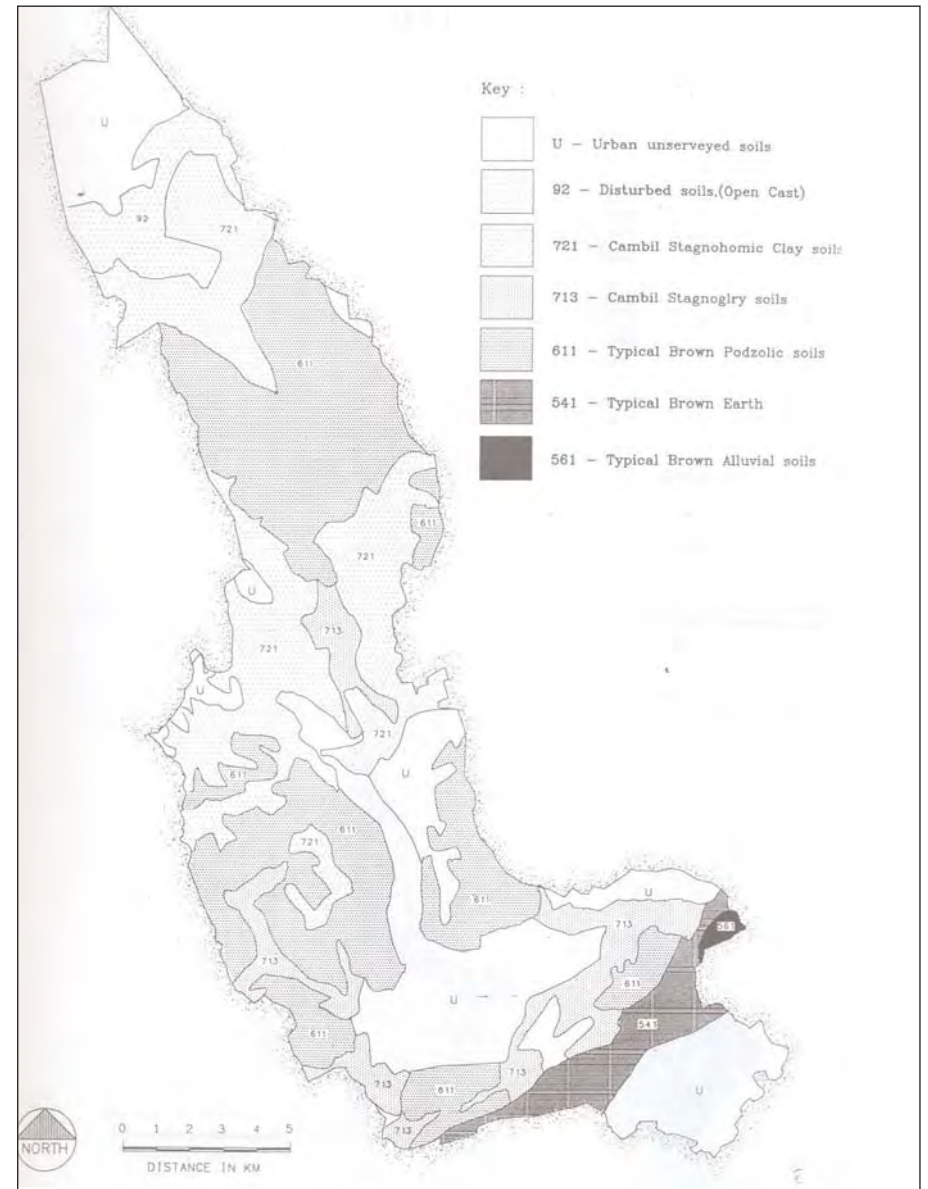 Key :
U - Urban unserveyed soils
92 - Disturbed soils.(Open Cast)
721 - Cambil Stagnohomic Clay soils
713 - Cambil Stagnoglry soils
611 - Typical Brown Podzolic soils
541 - Typical Brown Earth
561 - Typical Brown Alluvial soils
U
92
721
611
611
721
U
713
721
U
721
U
611
611
721
U
611
713
561
713
611
U
541
611
713
U
713
611
713
NORTH
0 1 2 3 4 5
DISTANCE IN KM